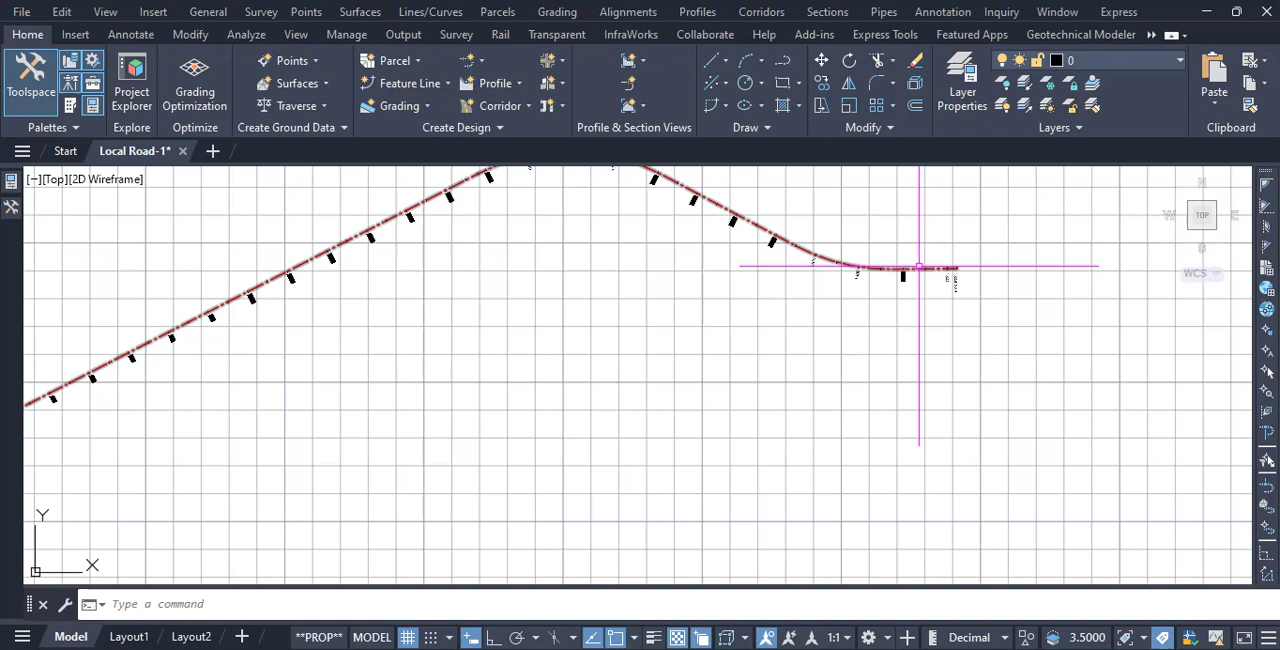 File Edit View Insert General Survey Points Surfaces Lines/Curves Parcels Grading Alignments Profiles Corridors Sections Pipes Annotation Inquiry Window Express
Home Insert Annotate Modify Analyze View Manage Output Survey Rail Transparent InfraWorks Collaborate Help Add-ins Express Tools Featured Apps Geotechnical Modeler
Toolspace
Palettes
Project
Explorer
Explore
Grading
Optimization
Optimize
Points
Surfaces
Traverse
Create Ground Data
Parcel
Feature Line
Profile
Grading
Corridor
Create Design
Profile & Section Views
Draw
Modify
Layer
Properties
0
Layers
Paste
Clipboard
Start Local Road-1*
[−][Top][2D Wireframe]
N
W TOP E
S
WCS
Y
X
Type a command
Model Layout1 Layout2 **PROP** MODEL 1:1 Decimal 3.5000